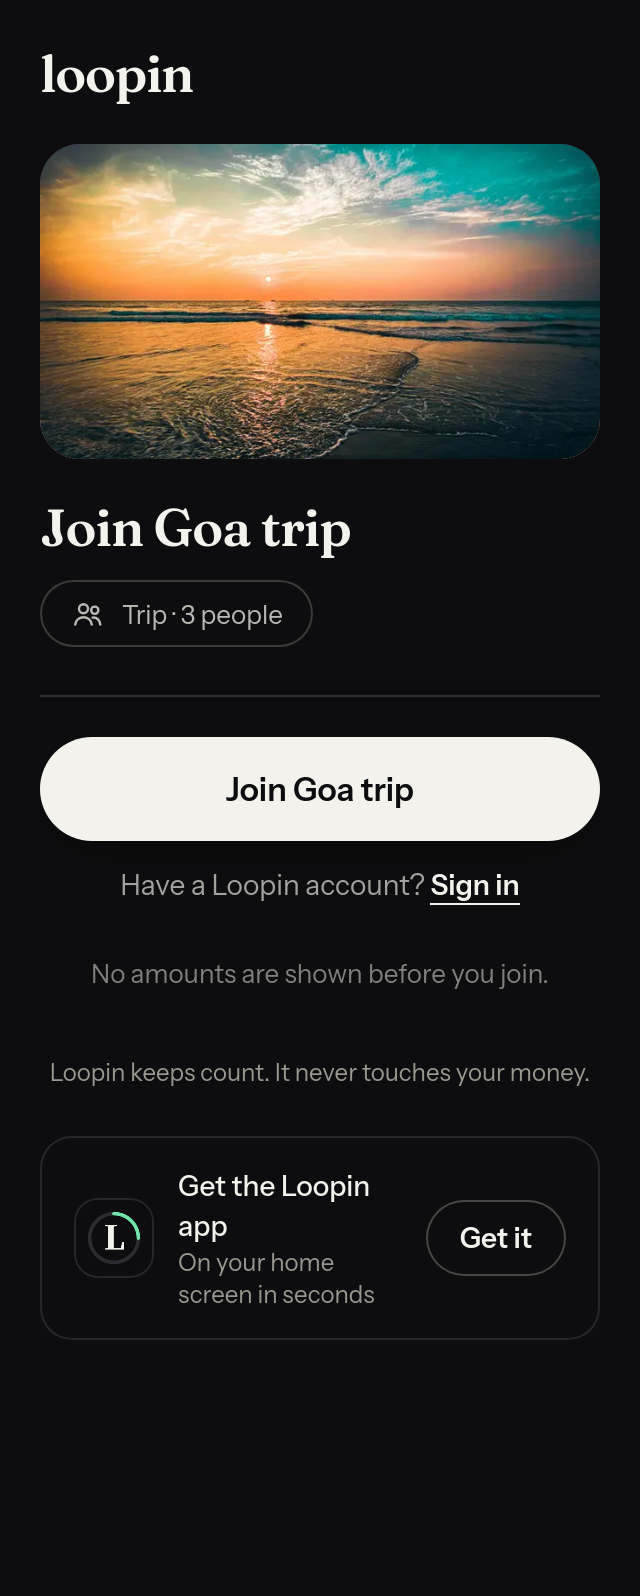 loopin
Join Goa trip
Trip · 3 people
Join Goa trip
Have a Loopin account? Sign in
No amounts are shown before you join.
Loopin keeps count. It never touches your money.
L
Get the Loopin
app
On your home
screen in seconds
Get it